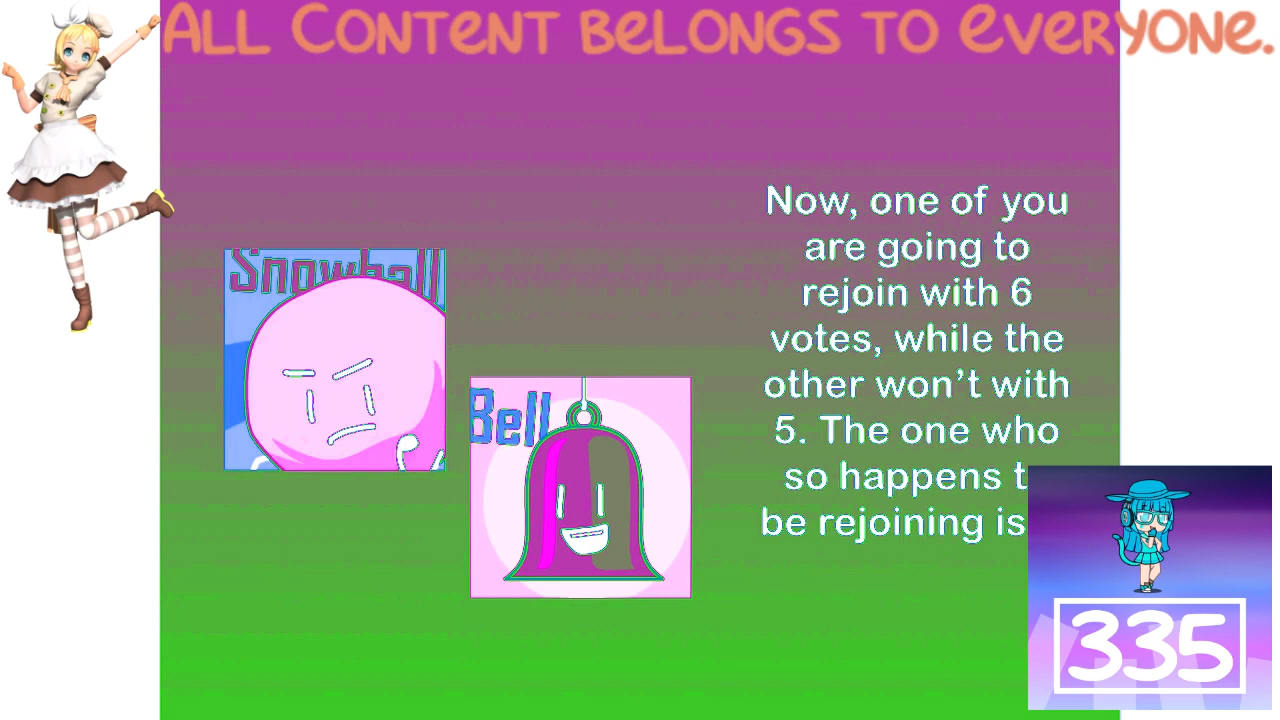 ALL CONTENT BELONGS TO EVERYONE.
Now, one of you
are going to
rejoin with 6
votes, while the
other won't with
5. The one who
so happens t
be rejoining is
Snowball
Bell
335